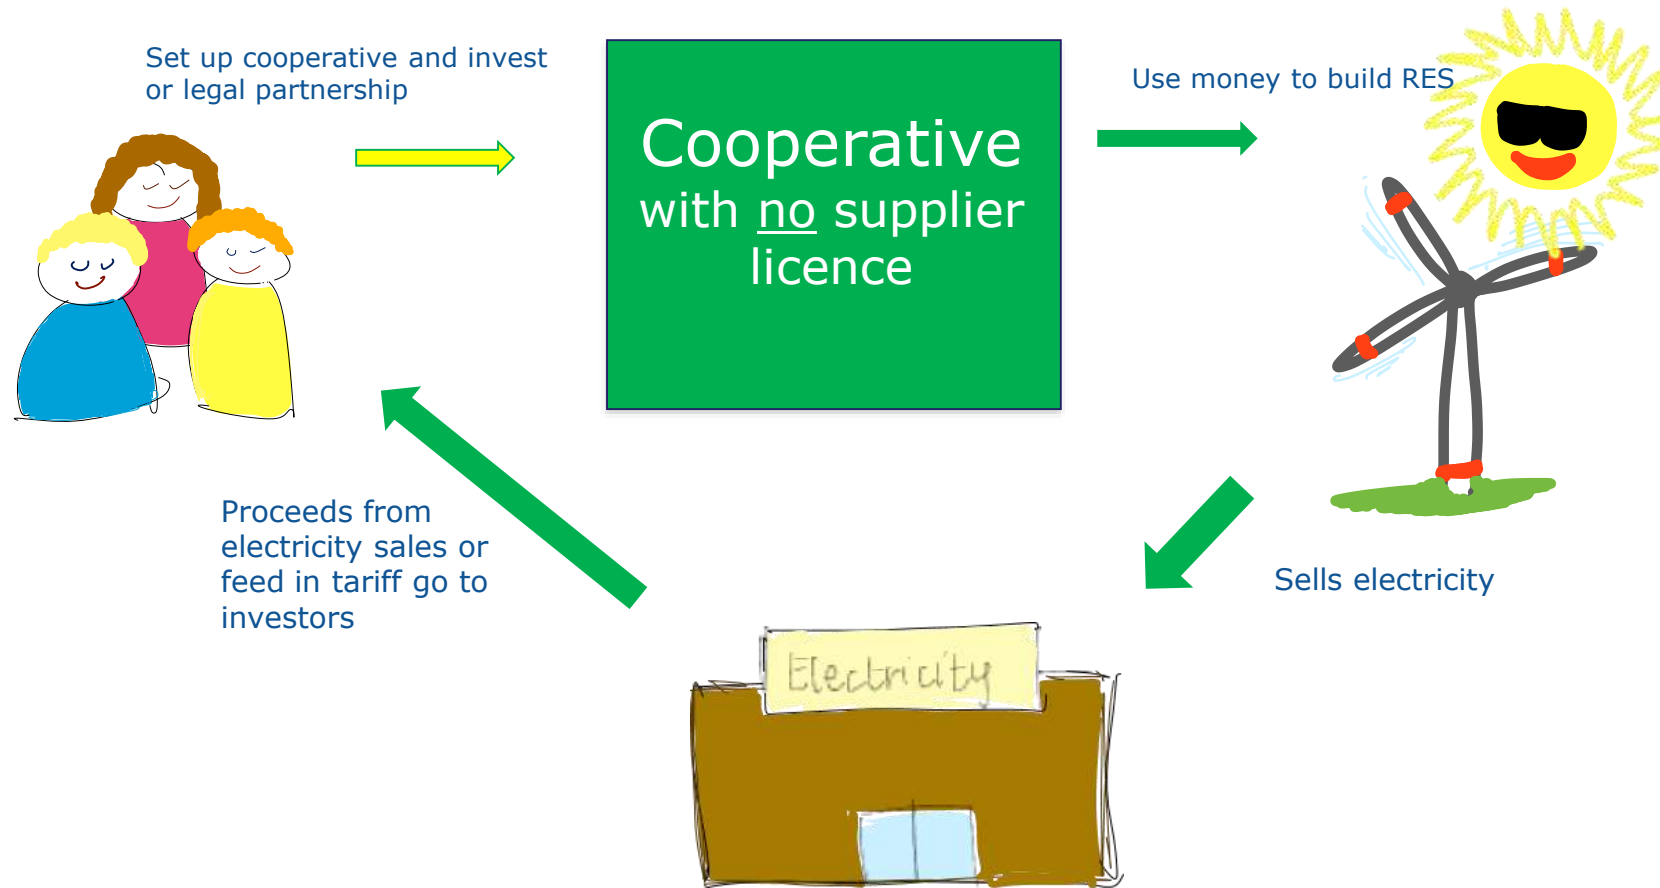 Set up cooperative and invest
or legal partnership
Cooperative
with no supplier
licence
Use money to build RES
Proceeds from
electricity sales or
feed in tariff go to
investors
Sells electricity
Electricity